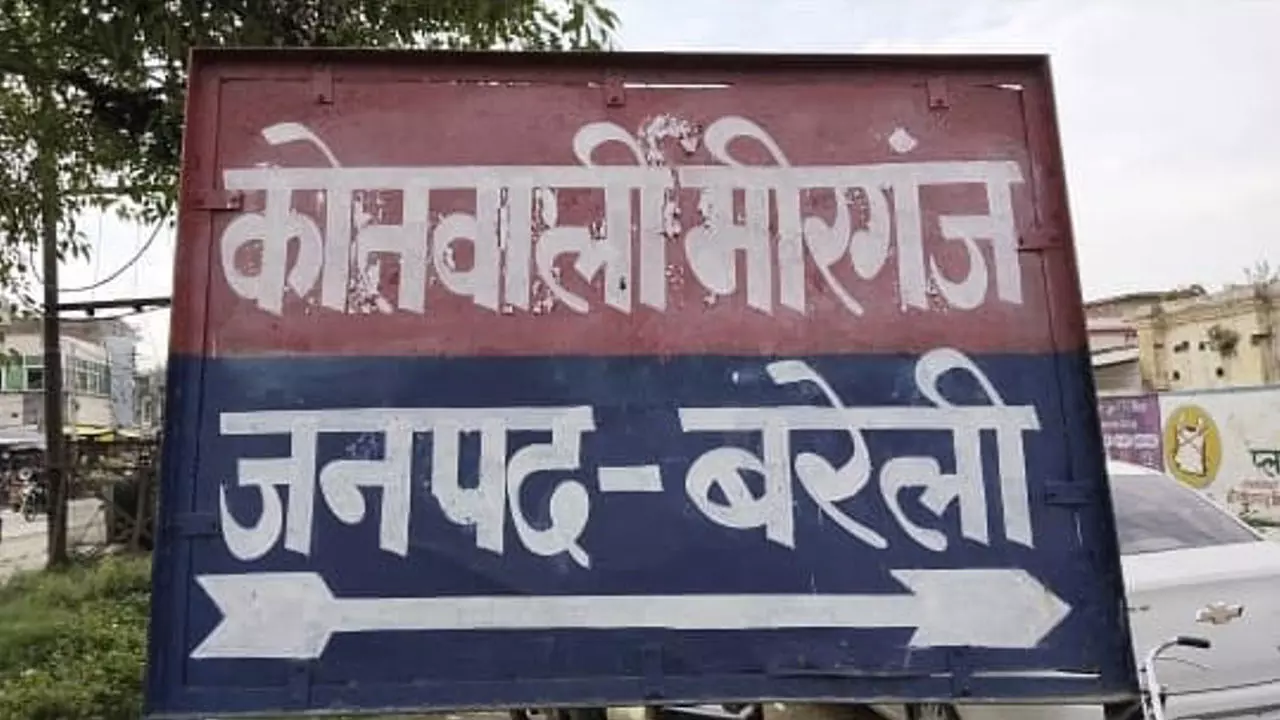 कोतवाली मीरगंज
जनपद - बरेली